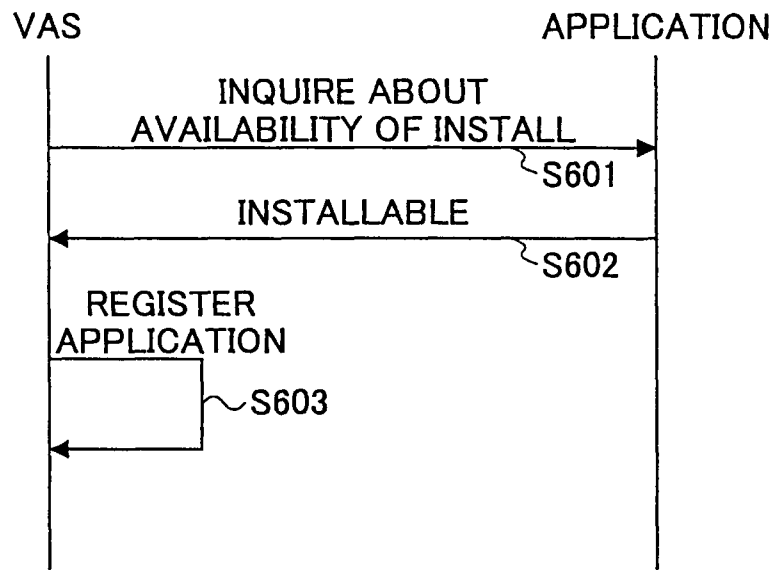 VAS
APPLICATION
INQUIRE ABOUT
AVAILABILITY OF INSTALL
S601
INSTALLABLE
S602
REGISTER
APPLICATION
S603